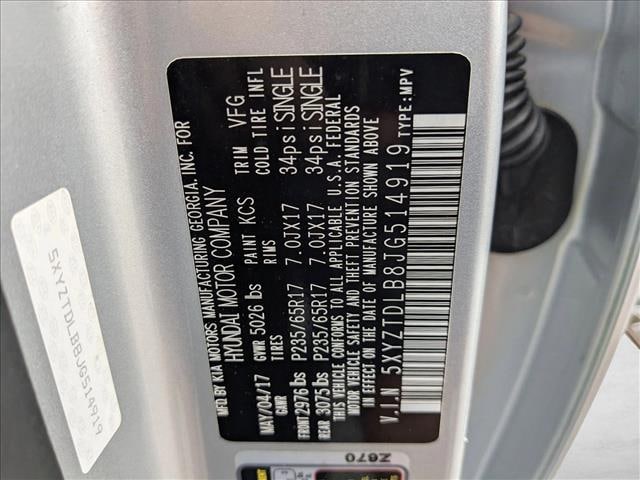 MFD BY KIA MOTORS MANUFACTURING GEORGIA, INC. FOR
HYUNDAI MOTOR COMPANY
MAY/04/17 GVWR 5026 lbs PAINT KCS TRIM VFG
GAWR TIRES RIMS COLD TIRE INFL
FRONT 2976 lbs P235/65R17 7.0JX17 34psi SINGLE
REAR 3075 lbs P235/65R17 7.0JX17 34psi SINGLE
THIS VEHICLE CONFORMS TO ALL APPLICABLE U.S.A. FEDERAL
MOTOR VEHICLE SAFETY AND THEFT PREVENTION STANDARDS
IN EFFECT ON THE DATE OF MANUFACTURE SHOWN ABOVE
V.I.N 5XYZTDLB8JG514919 TYPE:MPV
5XYZTDLB8JG514919
Z670